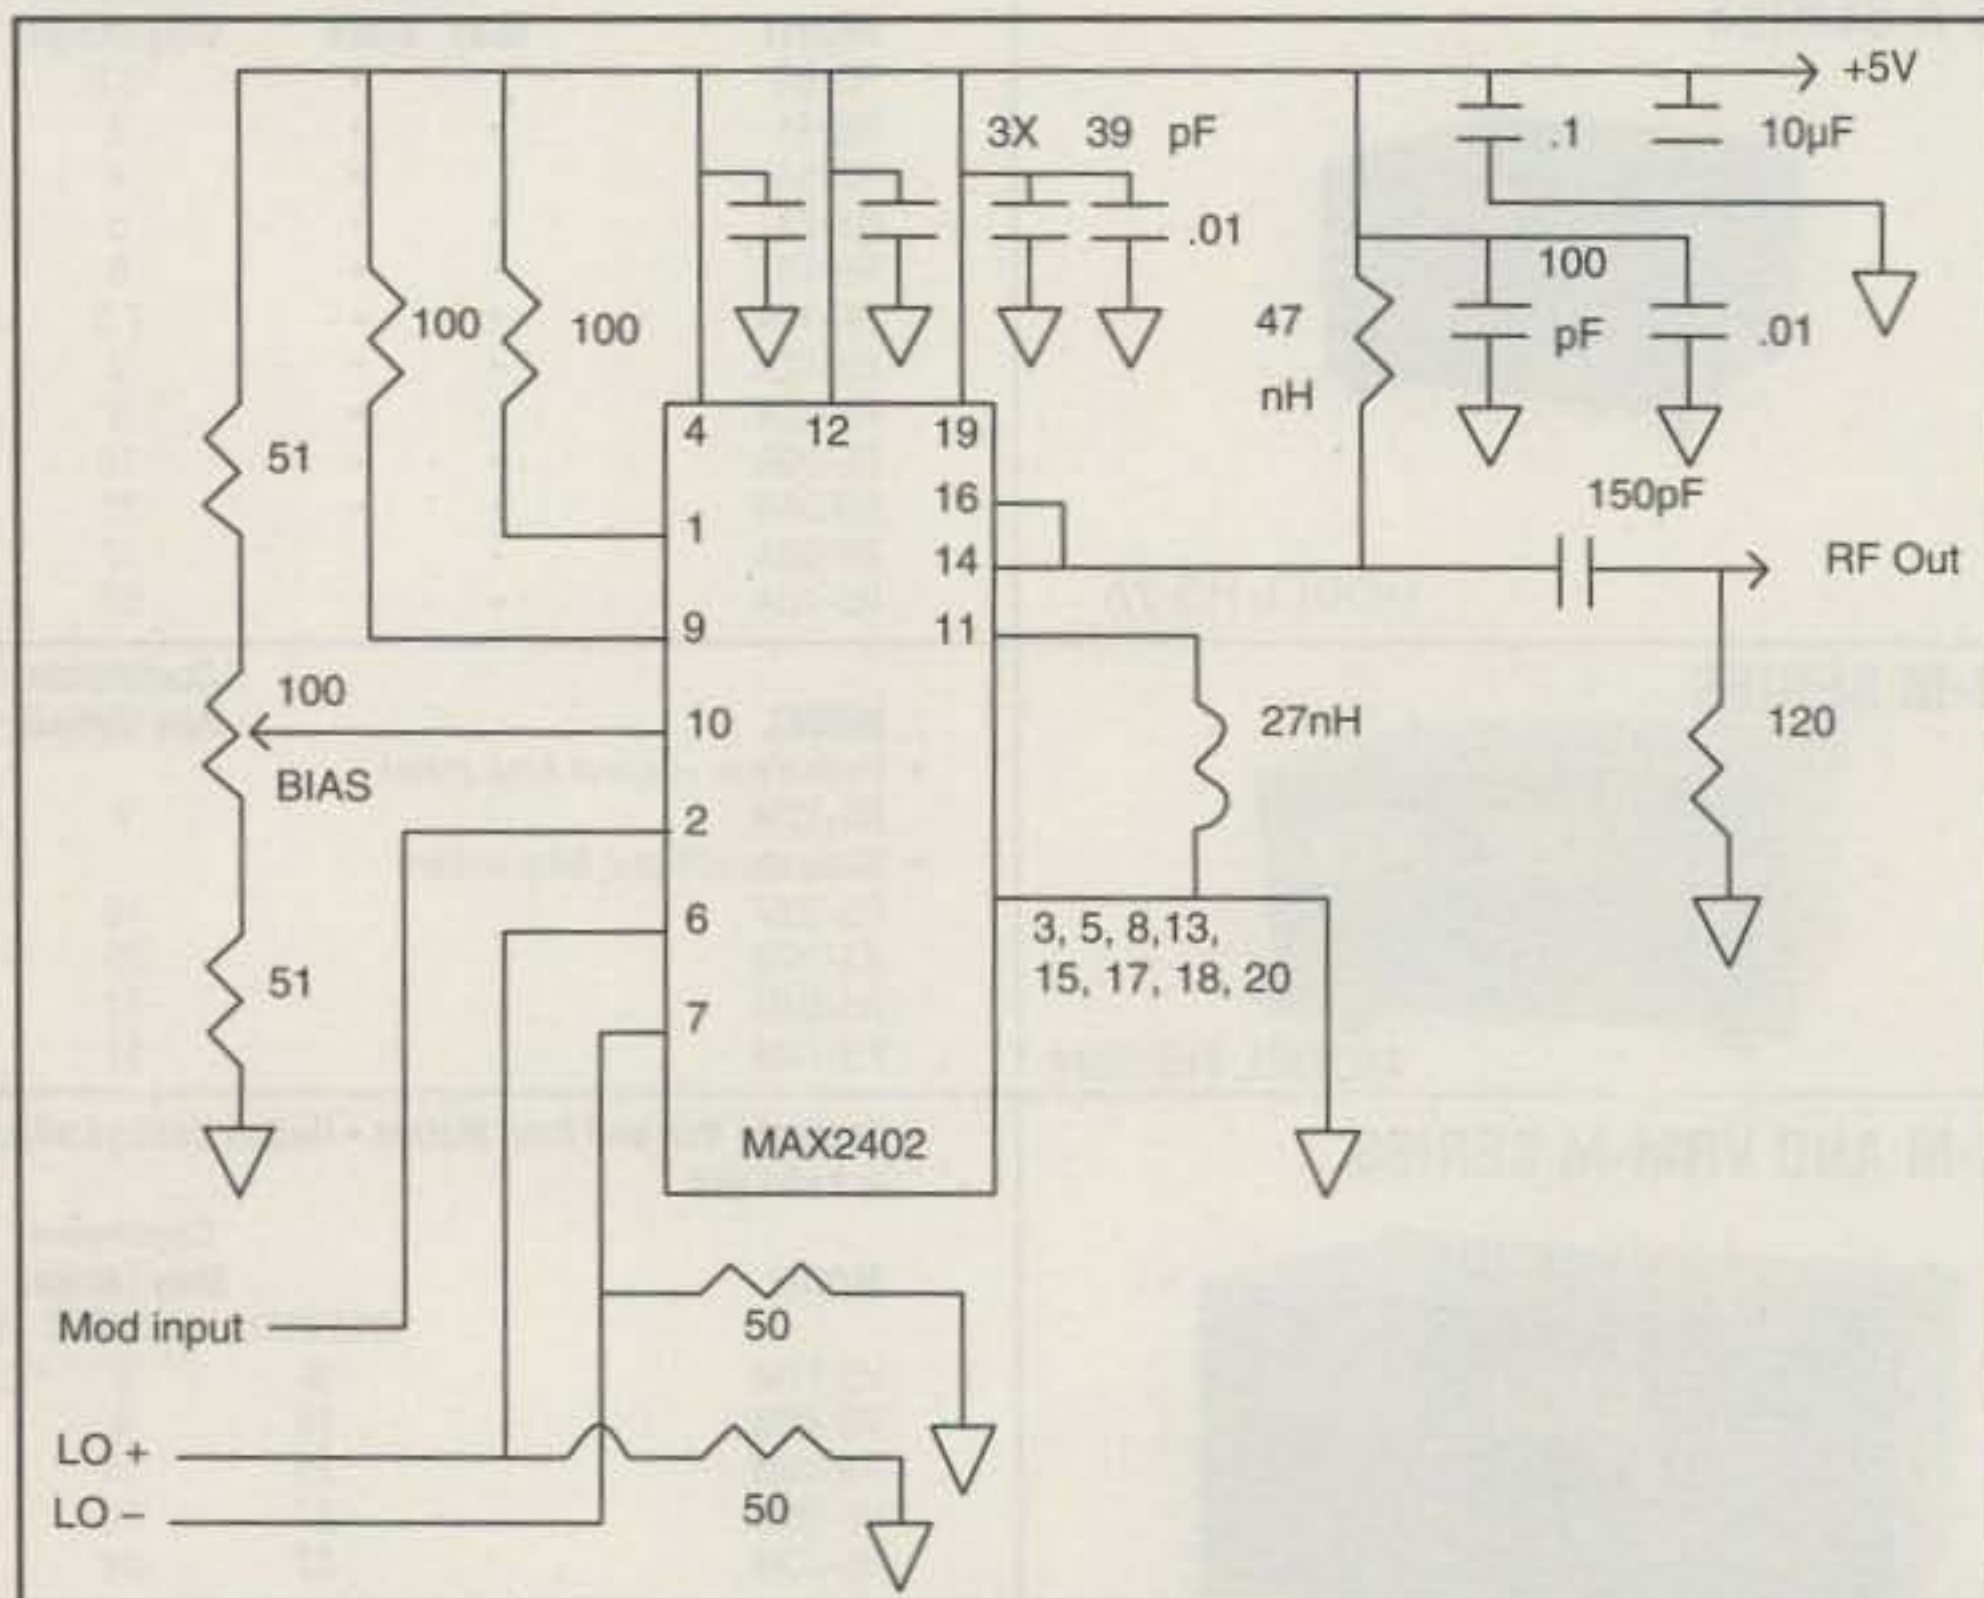 +5V
3X 39 pF
.1
10µF
.01
100
100
100
pF
.01
47
nH
51
4 12 19
16
14
11
1
9
10
2
6
7
150pF
RF Out
100
BIAS
27nH
120
51
3, 5, 8,13,
15, 17, 18, 20
MAX2402
50
Mod input
LO +
50
LO –